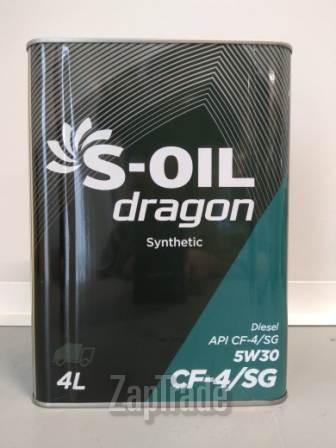 S-OIL
dragon
Synthetic
Diesel
API CF-4/SG
5W30
4L CF-4/SG
ZapTrade